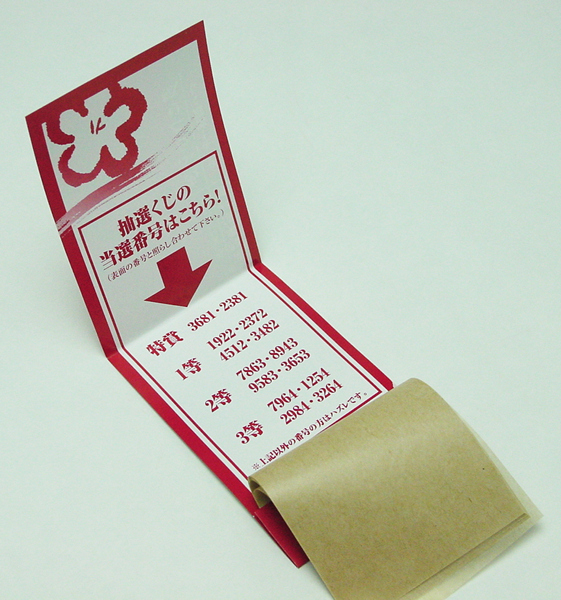 抽選くじの
当選番号はこちら!
(表面の番号と照らし合わせて下さい。)
特賞 3681・2381
1等 1922・2372
4512・3482
2等 7863・8943
9583・3653
3等 7964・1254
2984・3264
※上記以外の番号の方はハズレです。